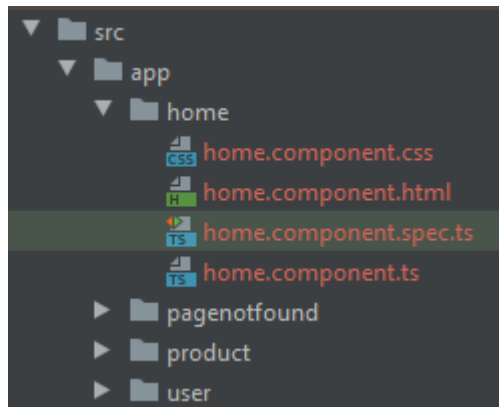 src
app
home
CSS home.component.css
H home.component.html
TS home.component.spec.ts
TS home.component.ts
pagenotfound
product
user